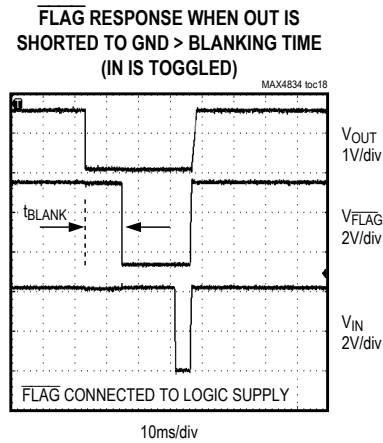 FLAG RESPONSE WHEN OUT IS
SHORTED TO GND > BLANKING TIME
(IN IS TOGGLED)
MAX4834 toc18
T
VOUT
1V/div
tBLANK
VFLAG
2V/div
VIN
2V/div
FLAG CONNECTED TO LOGIC SUPPLY
10ms/div